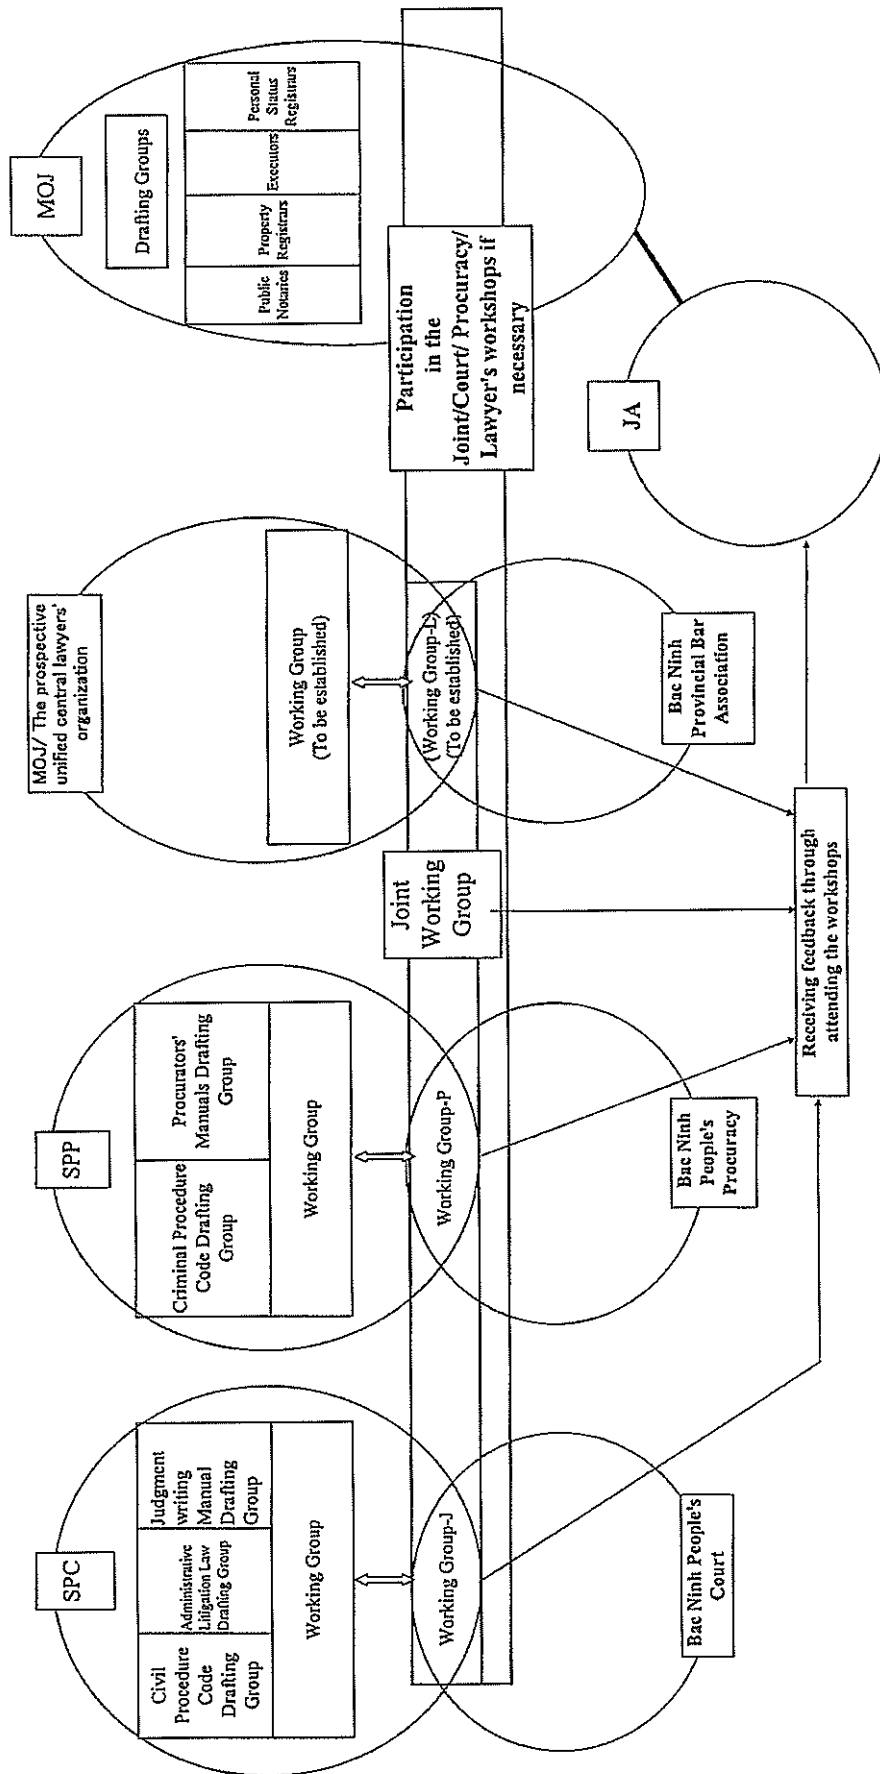 SPC
Civil
Procedure
Code
Drafting
Group
Administrative
Litigation Law
Drafting Group
Judgment
writing
Manual
Drafting
Group
Working Group
Working Group-J
Bac Ninh People's
Court
SPP
Criminal Procedure
Code Drafting
Group
Procurators'
Manuals Drafting
Group
Working Group
Working Group-P
Bac Ninh
People's
Procuracy
Joint
Working
Group
MOJ/ The prospective
unified central lawyers'
organization
Working Group
(To be established)
(Working Group-L)
(To be established)
Bac Ninh
Provincial Bar
Association
Receiving feedback through
attending the workshops
MOJ
Drafting Groups
Public
Notaries
Property
Registrars
Executors
Personal
Status
Registrars
Participation
in the
Joint/Court/ Procuracy/
Lawyer's workshops if
necessary
JA